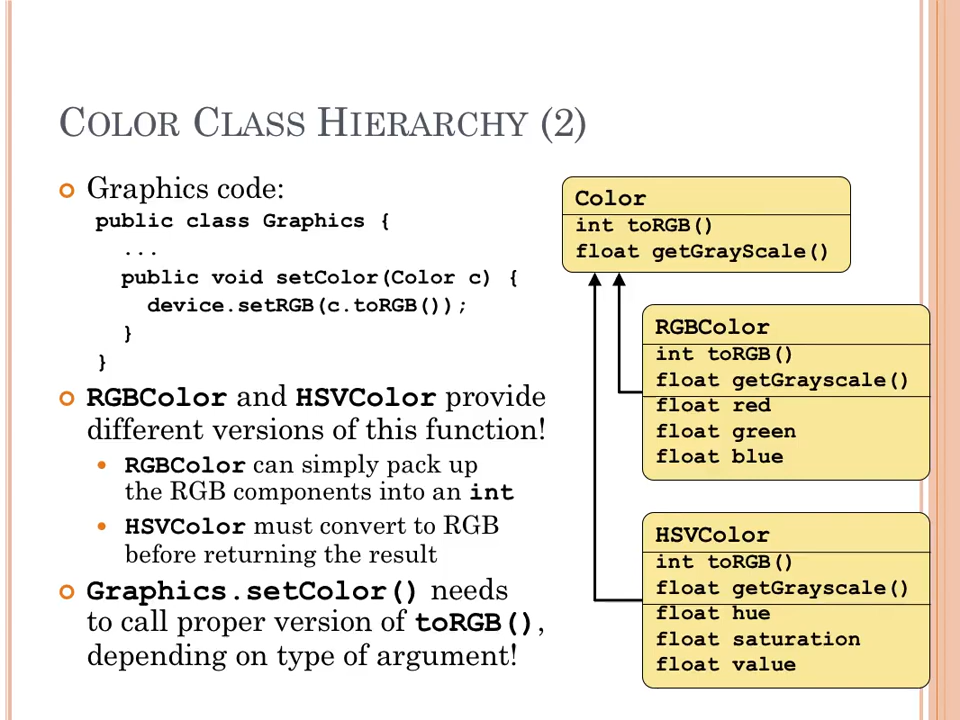 COLOR CLASS HIERARCHY (2)
Graphics code:
public class Graphics {
...
public void setColor(Color c) {
device.setRGB(c.toRGB());
}
}
RGBColor and HSVColor provide
different versions of this function!
RGBColor can simply pack up
the RGB components into an int
HSVColor must convert to RGB
before returning the result
Graphics.setColor() needs
to call proper version of toRGB(),
depending on type of argument!
Color
int toRGB()
float getGrayScale()
RGBColor
int toRGB()
float getGrayscale()
float red
float green
float blue
HSVColor
int toRGB()
float getGrayscale()
float hue
float saturation
float value